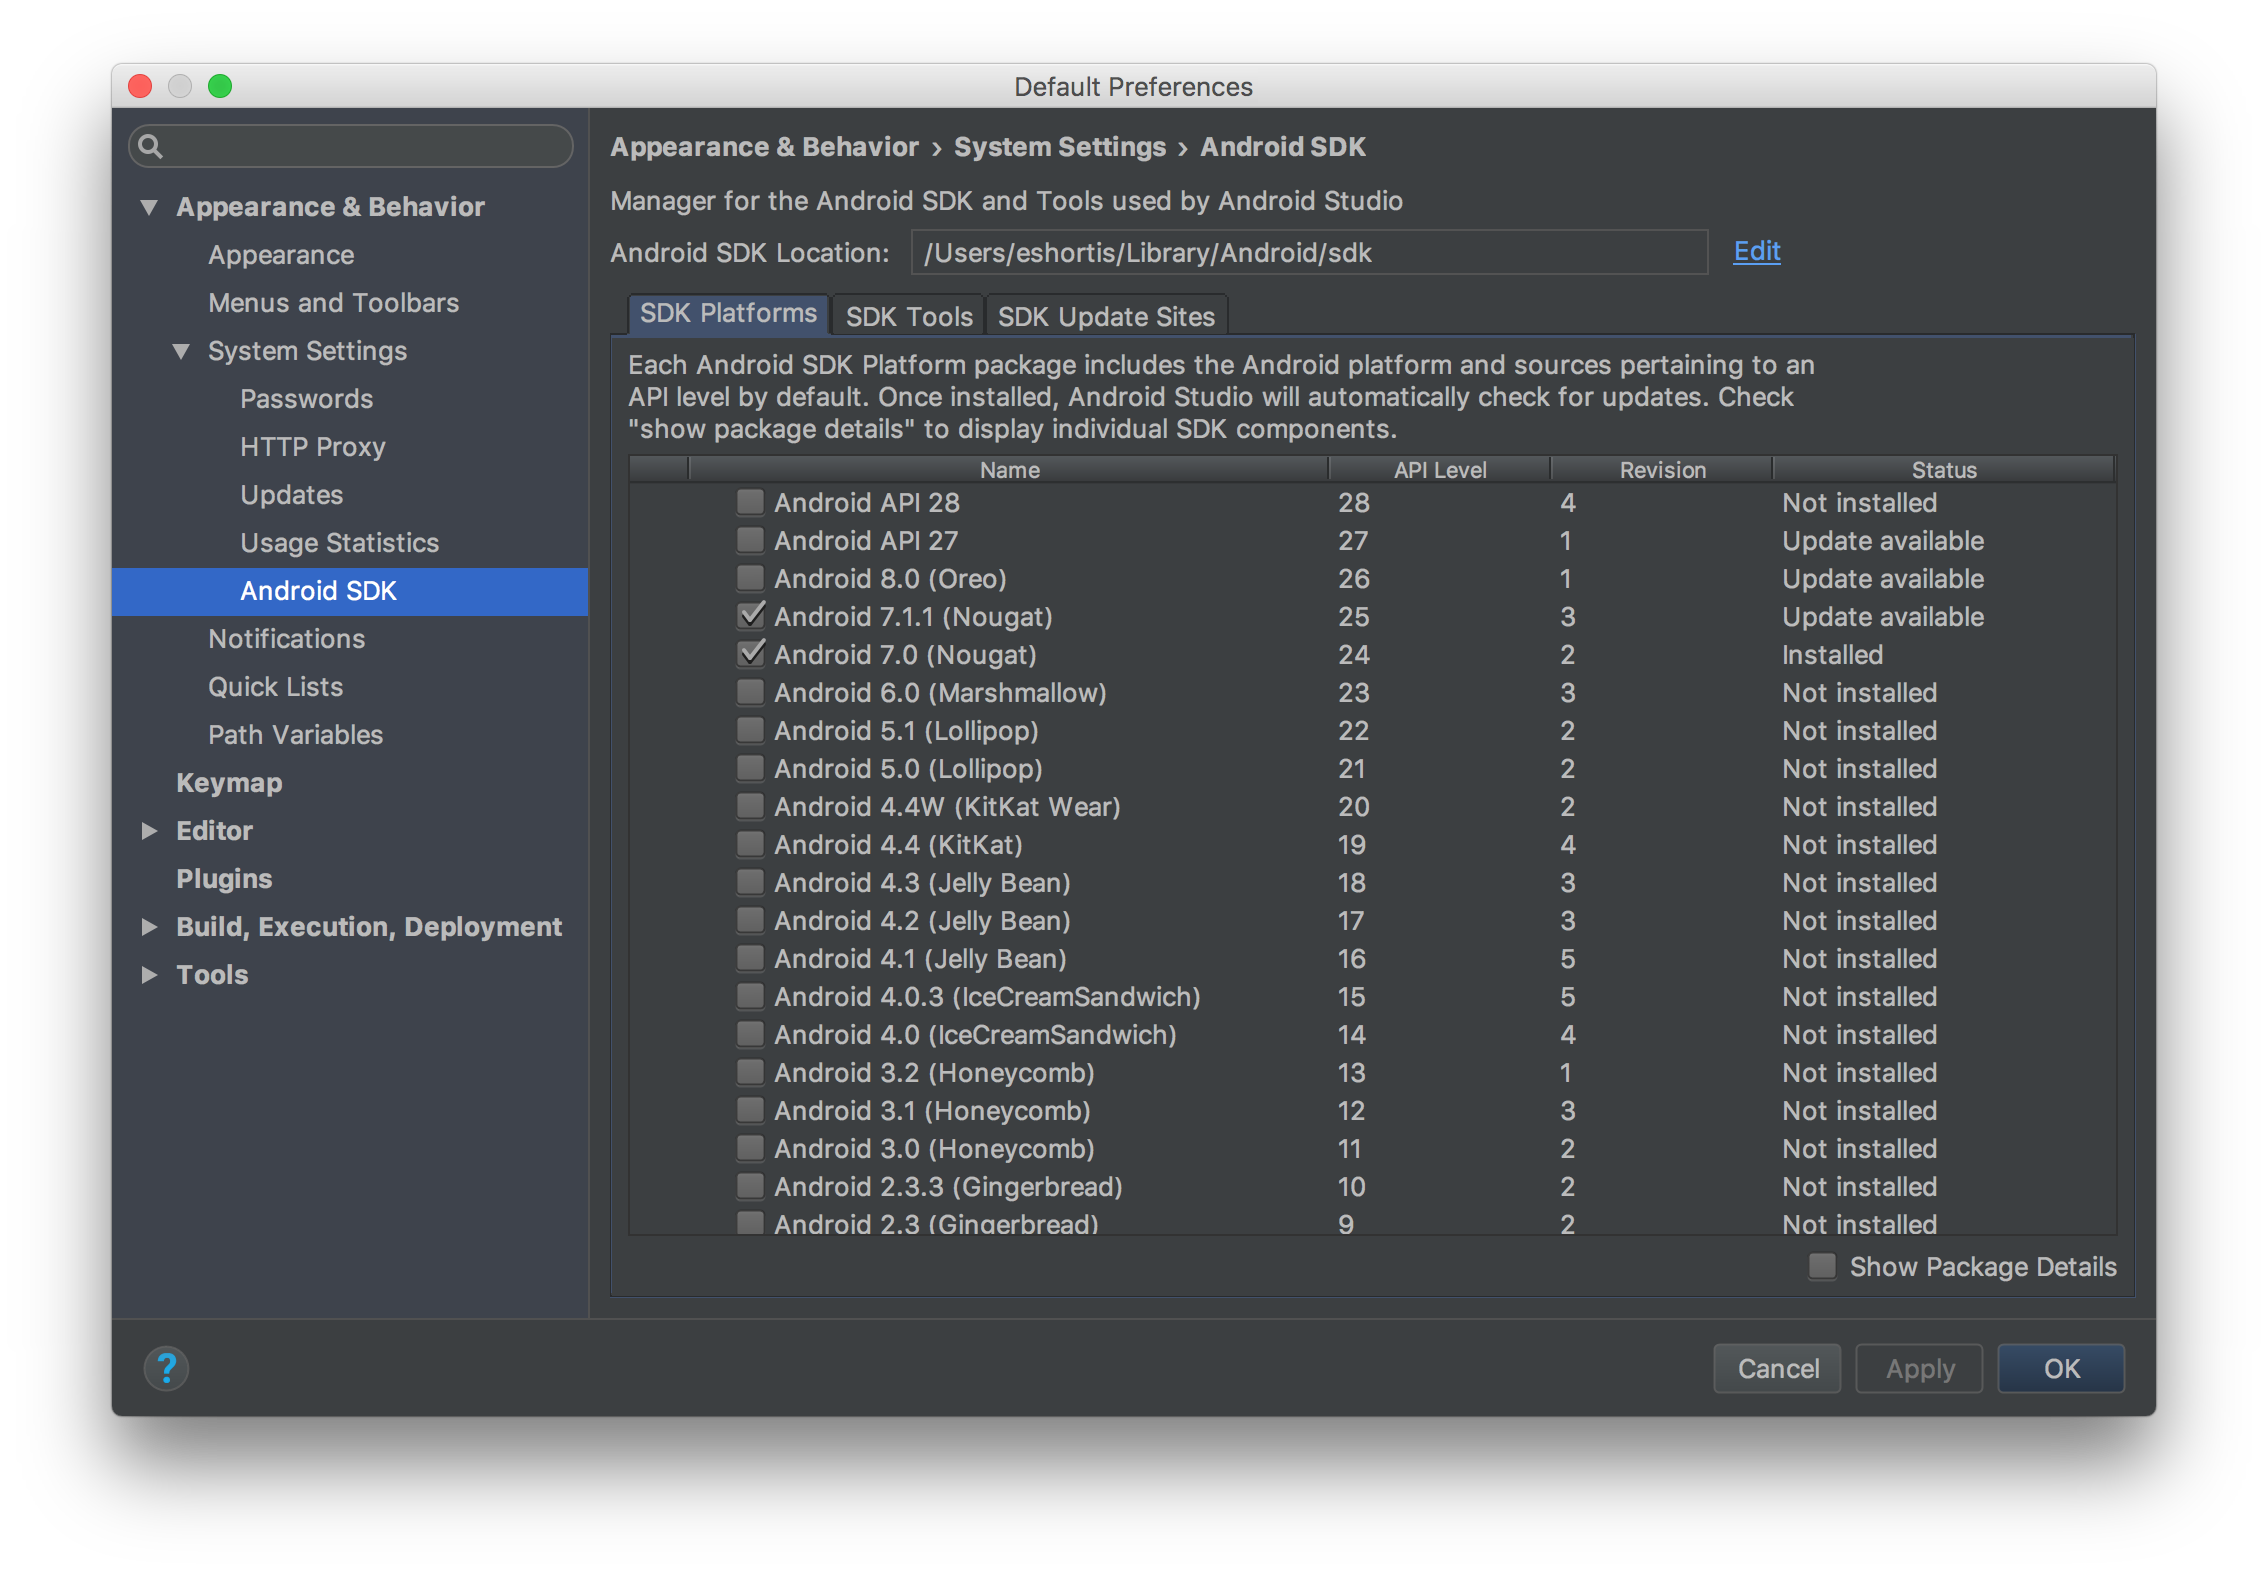 Default Preferences
Appearance & Behavior
Appearance
Menus and Toolbars
System Settings
Passwords
HTTP Proxy
Updates
Usage Statistics
Android SDK
Notifications
Quick Lists
Path Variables
Keymap
Editor
Plugins
Build, Execution, Deployment
Tools
Appearance & Behavior › System Settings › Android SDK
Manager for the Android SDK and Tools used by Android Studio
Android SDK Location: /Users/eshortis/Library/Android/sdk Edit
SDK Platforms SDK Tools SDK Update Sites
Each Android SDK Platform package includes the Android platform and sources pertaining to an
API level by default. Once installed, Android Studio will automatically check for updates. Check
"show package details" to display individual SDK components.
Name API Level Revision Status
Android API 28 28 4 Not installed
Android API 27 27 1 Update available
Android 8.0 (Oreo) 26 1 Update available
Android 7.1.1 (Nougat) 25 3 Update available
Android 7.0 (Nougat) 24 2 Installed
Android 6.0 (Marshmallow) 23 3 Not installed
Android 5.1 (Lollipop) 22 2 Not installed
Android 5.0 (Lollipop) 21 2 Not installed
Android 4.4W (KitKat Wear) 20 2 Not installed
Android 4.4 (KitKat) 19 4 Not installed
Android 4.3 (Jelly Bean) 18 3 Not installed
Android 4.2 (Jelly Bean) 17 3 Not installed
Android 4.1 (Jelly Bean) 16 5 Not installed
Android 4.0.3 (IceCreamSandwich) 15 5 Not installed
Android 4.0 (IceCreamSandwich) 14 4 Not installed
Android 3.2 (Honeycomb) 13 1 Not installed
Android 3.1 (Honeycomb) 12 3 Not installed
Android 3.0 (Honeycomb) 11 2 Not installed
Android 2.3.3 (Gingerbread) 10 2 Not installed
Android 2.3 (Gingerbread) 9 2 Not installed
Show Package Details
? Cancel Apply OK